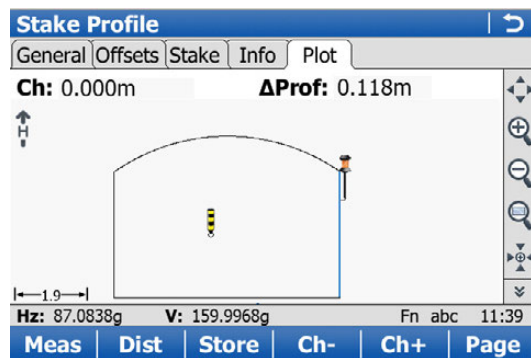 Stake Profile
General Offsets Stake Info Plot
Ch: 0.000m ΔProf: 0.118m
H
1.9
Hz: 87.0838g V: 159.9968g Fn abc 11:39
Meas Dist Store Ch- Ch+ Page